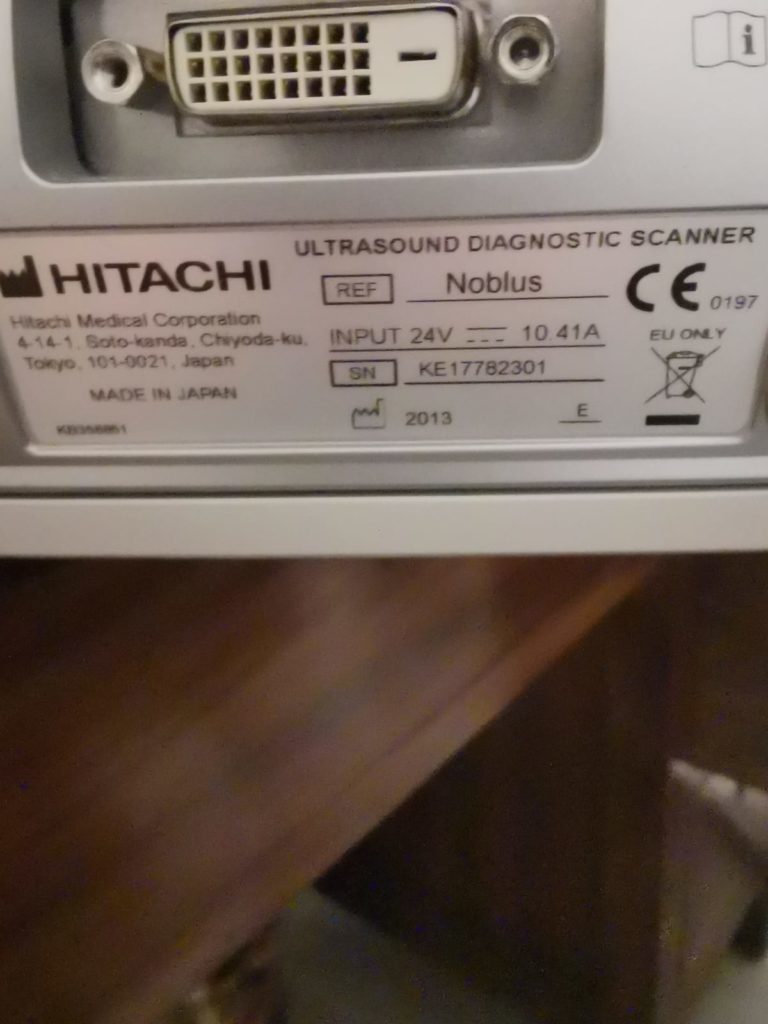 ULTRASOUND DIAGNOSTIC SCANNER
HITACHI
Hitachi Medical Corporation
4-14-1, Soto-kanda, Chiyoda-ku,
Tokyo, 101-0021, Japan
MADE IN JAPAN
REF Noblus
INPUT 24V 10.41A
SN KE17782301
2013 E
CE 0197
EU ONLY